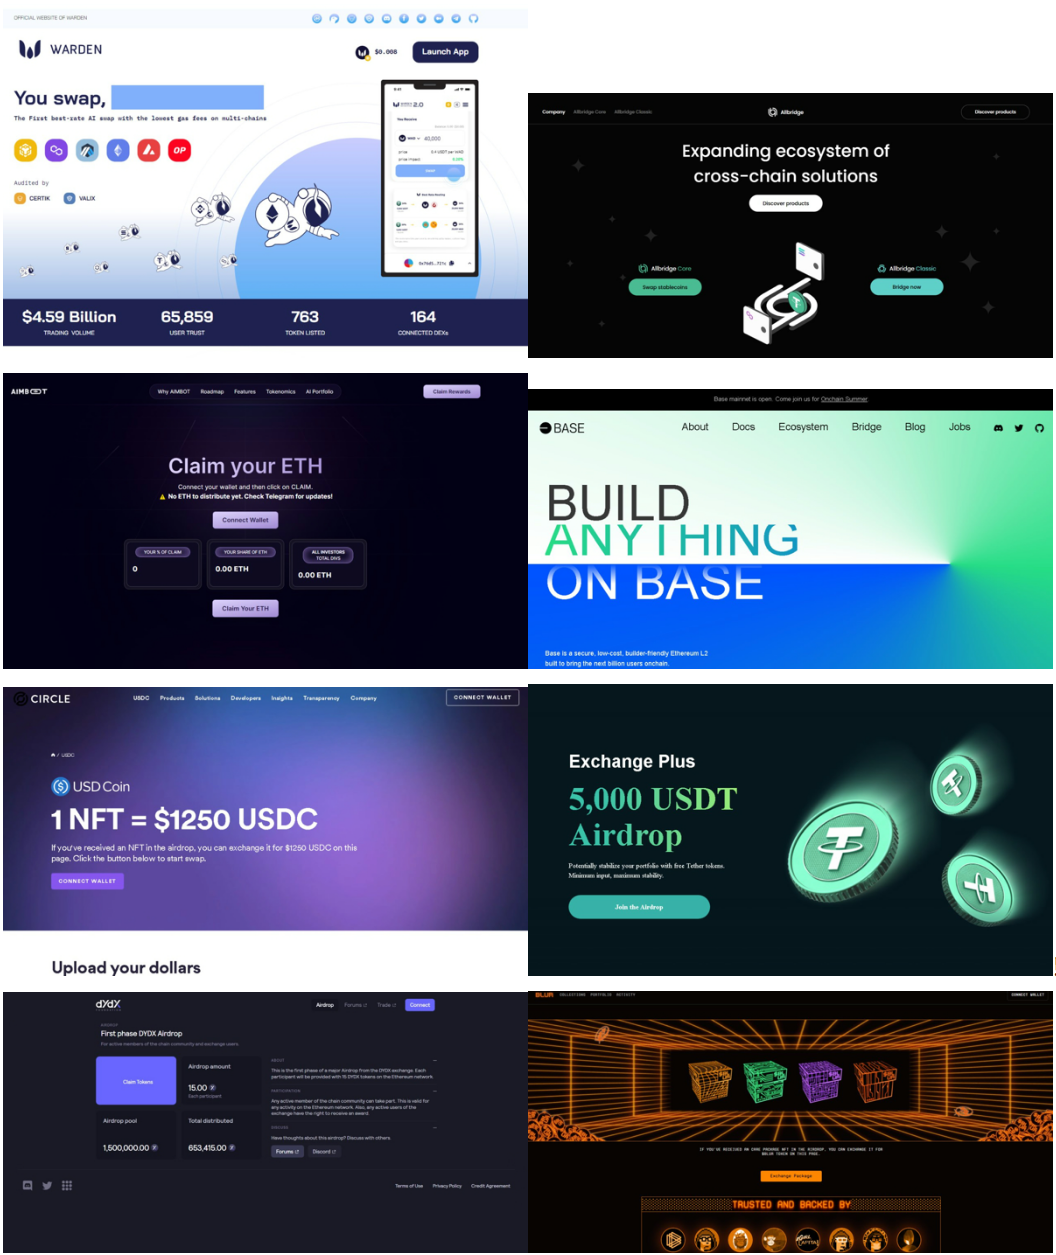 OFFICIAL WEBSITE OF WARDEN
WARDEN
$0.008
Launch App
You swap,
The First best-rate AI swap with the lowest gas fees on multi-chains
OP
Audited by
CERTIK
VALIX
2.0
You Receive
40,000
$4.59 Billion
TRADING VOLUME
65,859
USER TRUST
763
TOKEN LISTED
164
CONNECTED DEXs
Company Allbridge Core Allbridge Classic
Allbridge
Discover products
Expanding ecosystem of
cross-chain solutions
Discover products
Allbridge Core
Swap stablecoins
Allbridge Classic
Bridge now
AIMBOT
Why AIMBOT Roadmap Features Tokenomics AI Portfolio
Claim Rewards
Claim your ETH
Connect your wallet and then click on CLAIM.
No ETH to distribute yet. Check Telegram for updates!
Connect Wallet
YOUR % OF CLAIM
0
YOUR SHARE OF ETH
0.00 ETH
ALL INVESTORS
TOTAL DIVS
0.00 ETH
Claim Your ETH
Base mainnet is open. Come join us for Onchain Summer.
BASE
About Docs Ecosystem Bridge Blog Jobs
BUILD
ANYTHING
ON BASE
Base is a secure, low-cost, builder-friendly Ethereum L2
built to bring the next billion users onchain.
CIRCLE
USDC Products Solutions Developers Insights Transparency Company
CONNECT WALLET
/ USDC
USD Coin
1 NFT = $1250 USDC
If you've received an NFT in the airdrop, you can exchange it for $1250 USDC on this
page. Click the button below to start swap.
CONNECT WALLET
Upload your dollars
Exchange Plus
5,000 USDT
Airdrop
Potentially stabilize your portfolio with free Tether tokens.
Minimum input, maximum stability.
Join the Airdrop
dYdX
Airdrop Forums Trade Connect
AIRDROP
First phase DYDX Airdrop
For active members of the chain community and exchange users
Claim Tokens
Airdrop amount
15.00
Each participant
Airdrop pool
1,500,000.00
Total distributed
653,415.00
ABOUT
This is the first phase of a major Airdrop from the DYDX exchange. Each
participant will be provided with 15 DYDX tokens on the Ethereum network.
PARTICIPATION
Any active member of the chain community can take part. This is valid for
any activity on the Ethereum network. Also, any active users of the
exchange have the right to receive an award.
DISCUSS
Have thoughts about this airdrop? Discuss with others.
Forums Discord
Terms of Use Privacy Policy Credit Agreement
BLUR
COLLECTIONS PORTFOLIO ACTIVITY
CONNECT WALLET
IF YOU'VE RECEIVED AN CARE PACKAGE NFT IN THE AIRDROP, YOU CAN EXCHANGE IT FOR
$BLUR TOKEN ON THIS PAGE.
Exchange Package
TRUSTED AND BACKED BY